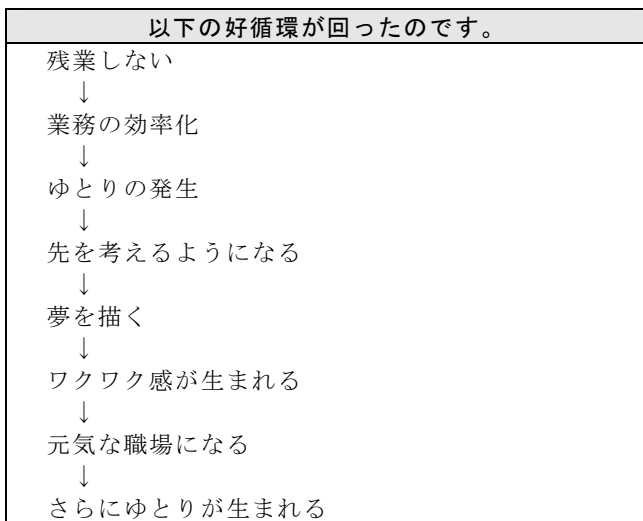 以下の好循環が回ったのです。
残業しない
↓
業務の効率化
↓
ゆとりの発生
↓
先を考えるようになる
↓
夢を描く
↓
ワクワク感が生まれる
↓
元気な職場になる
↓
さらにゆとりが生まれる